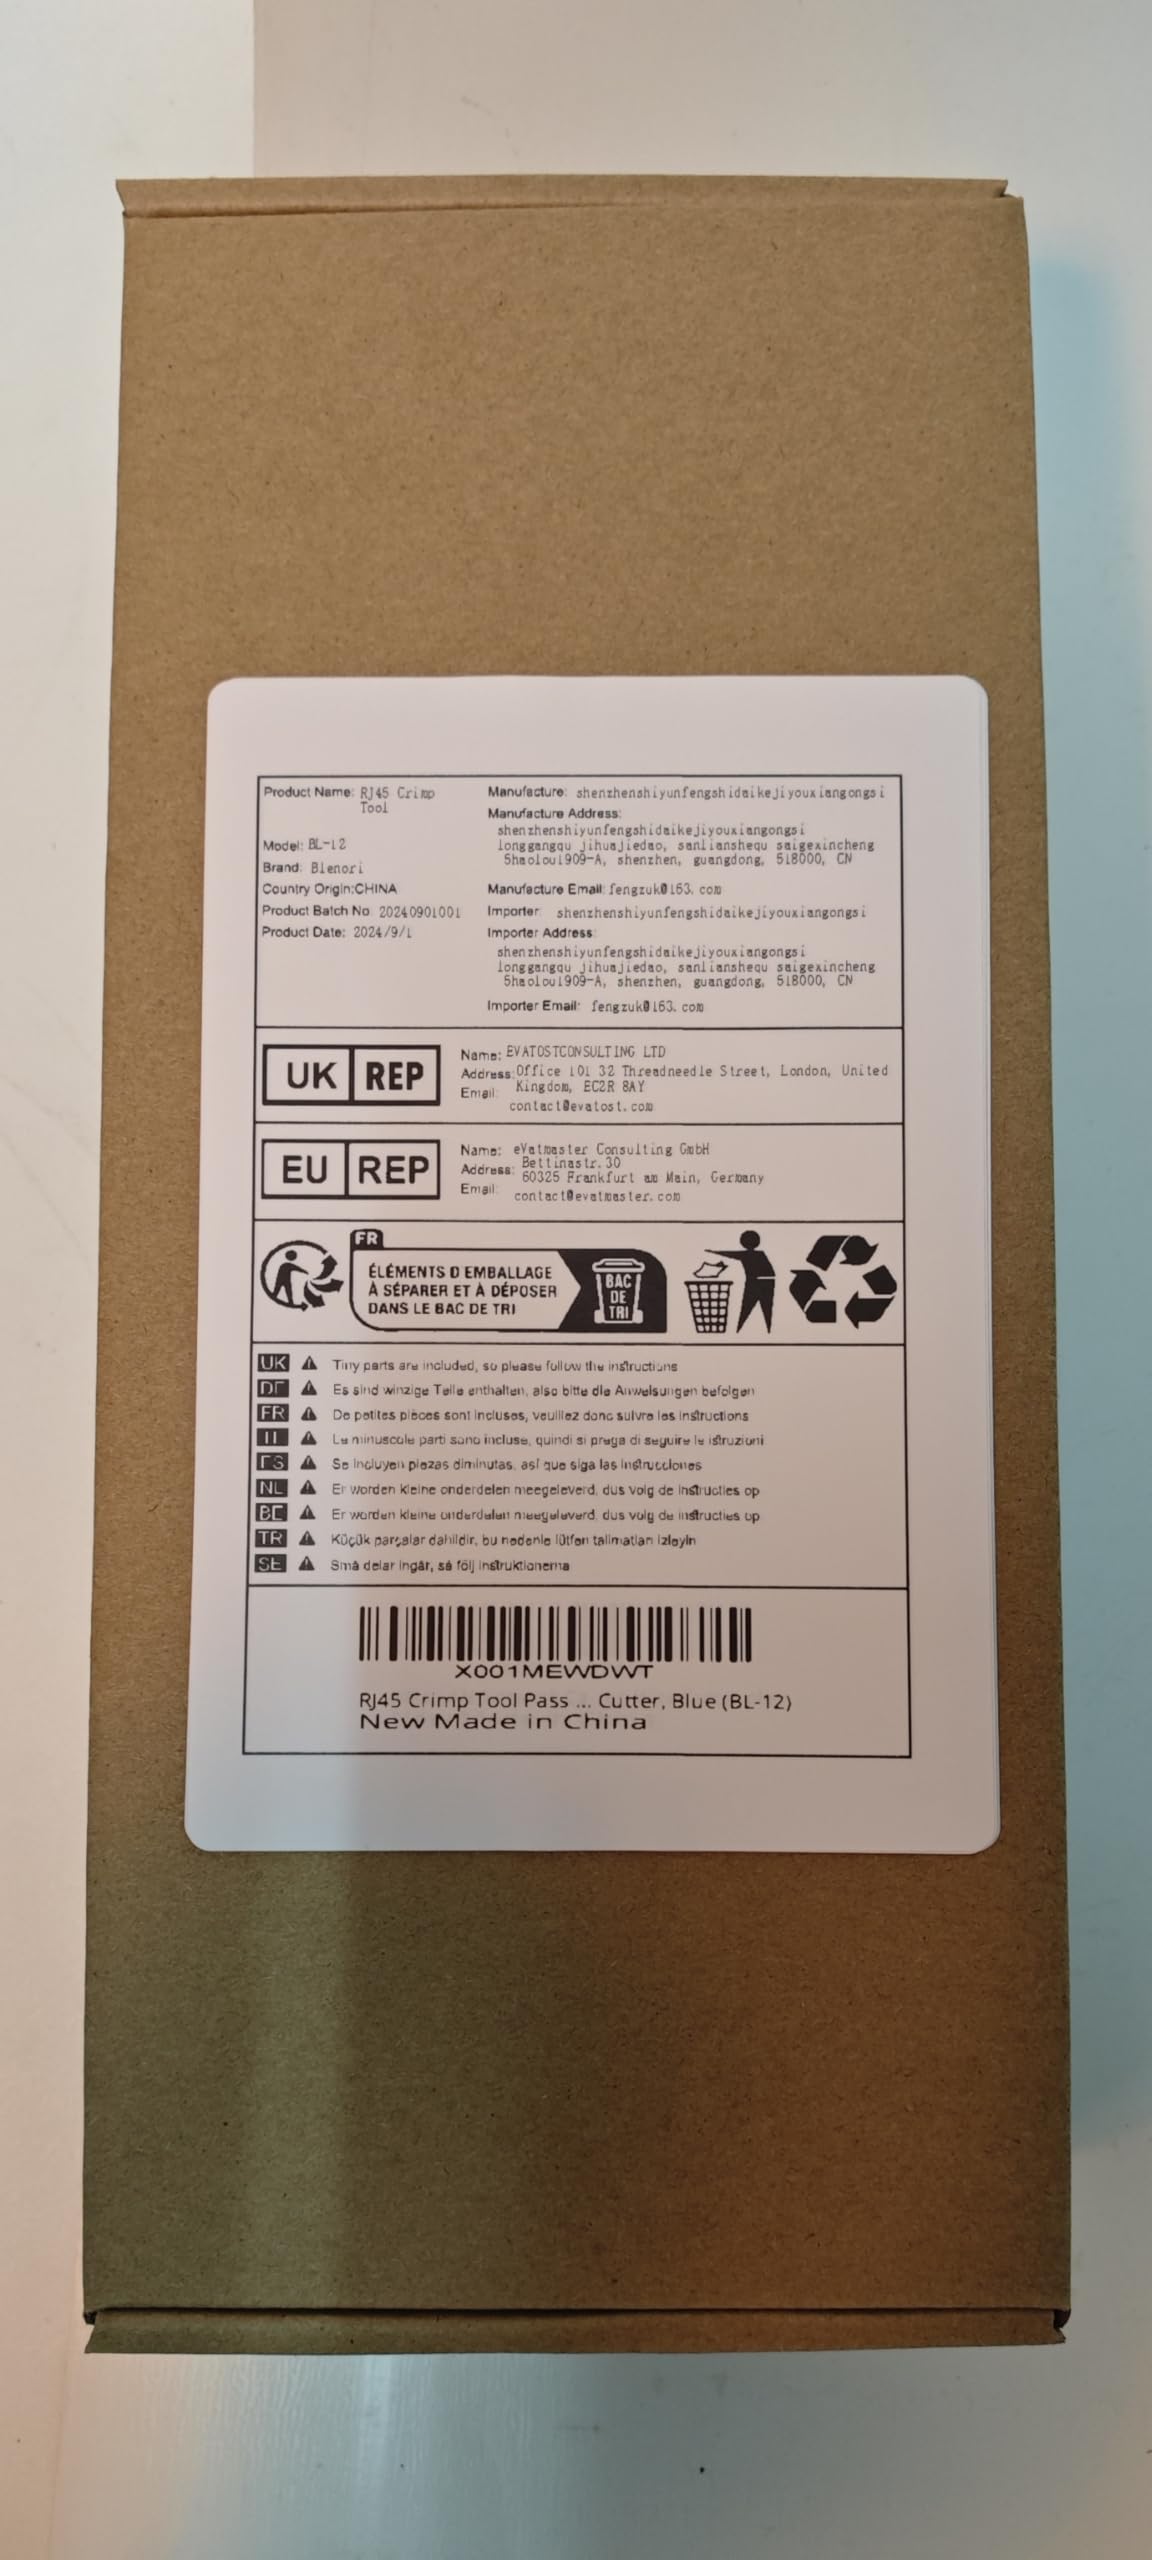 Product Name: RJ45 Crimp
Tool
Model: BL-12
Brand: Blenori
Country Origin:CHINA
Product Batch No: 20240901001
Product Date: 2024/9/1
Manufacture: shenzhenshiyunfengshidaikejiyouxiangongsi
Manufacture Address:
shenzhenshiyunfengshidaikejiyouxiangongsi
longgangqu jihuajiedao, sanlianshequ saigexincheng
5haolou1909-A, shenzhen, guangdong, 518000, CN
Manufacture Email: fengzuk@163.com
Importer: shenzhenshiyunfengshidaikejiyouxiangongsi
Importer Address:
shenzhenshiyunfengshidaikejiyouxiangongsi
longgangqu jihuajiedao, sanlianshequ saigexincheng
5haolou1909-A, shenzhen, guangdong, 518000, CN
Importer Email: fengzuk@163.com
UK REP
Name: EVATOSTCONSULTING LTD
Address: Office 101 32 Threadneedle Street, London, United
Kingdom, EC2R 8AY
Email: contact@evatost.com
EU REP
Name: eVatmaster Consulting GmbH
Address: Bettinastr. 30
60325 Frankfurt am Main, Germany
Email: contact@evatmaster.com
FR
ÉLÉMENTS D EMBALLAGE
À SÉPARER ET À DÉPOSER
DANS LE BAC DE TRI
BAC
DE
TRI
UK Tiny parts are included, so please follow the instructions
DE Es sind winzige Teile enthalten, also bitte die Anweisungen befolgen
FR De petites pièces sont incluses, veuillez donc suivre les instructions
IT Le minuscole parti sono incluse, quindi si prega di seguire le istruzioni
ES Se incluyen piezas diminutas, así que siga las instrucciones
NL Er worden kleine onderdelen meegeleverd, dus volg de instructies op
BE Er worden kleine onderdelen meegeleverd, dus volg de instructies op
TR Küçük parçalar dahildir, bu nedenle lütfen talimatları izleyin
SE Små delar ingår, så följ instruktionerna
X001MEWDWT
RJ45 Crimp Tool Pass ... Cutter, Blue (BL-12)
New Made in China